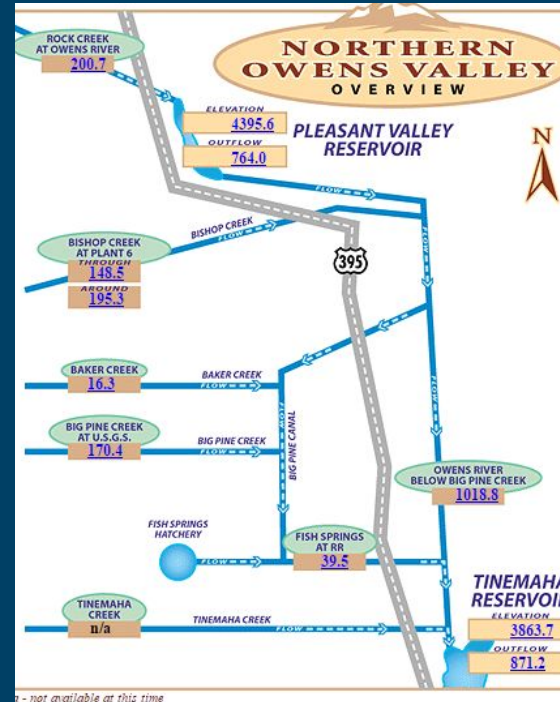 NORTHERN
OWENS VALLEY
OVERVIEW
ROCK CREEK
AT OWENS RIVER
200.7
ELEVATION
4395.6
OUTFLOW
764.0
PLEASANT VALLEY
RESERVOIR
N
FLOW
BISHOP CREEK
FLOW
FLOW
BISHOP CREEK
AT PLANT 6
THROUGH
148.5
AROUND
195.3
395
BAKER CREEK
16.3
BAKER CREEK
FLOW
FLOW
FLOW
BIG PINE CREEK
AT U.S.G.S.
170.4
BIG PINE CREEK
FLOW
BIG PINE CANAL
OWENS RIVER
BELOW BIG PINE CREEK
1018.8
FISH SPRINGS
HATCHERY
FLOW
FISH SPRINGS
AT RR
39.5
TINEMAHA
RESERVOI
ELEVATION
3863.7
OUTFLOW
871.2
TINEMAHA
CREEK
n/a
TINEMAHA CREEK
FLOW
a - not available at this time